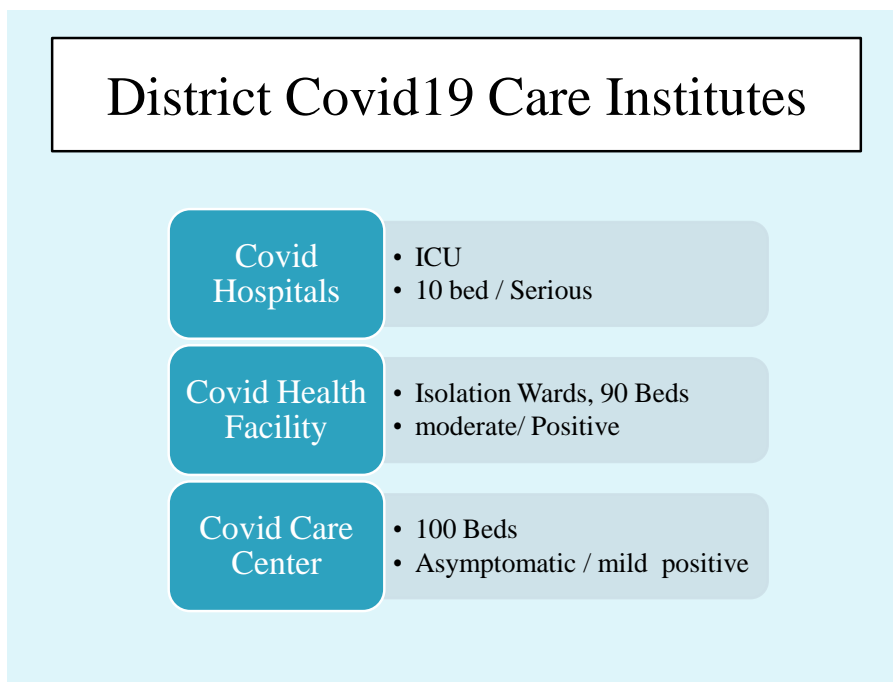 District Covid19 Care Institutes
Covid
Hospitals
• ICU
• 10 bed / Serious
Covid Health
Facility
• Isolation Wards, 90 Beds
• moderate/ Positive
Covid Care
Center
• 100 Beds
• Asymptomatic / mild  positive